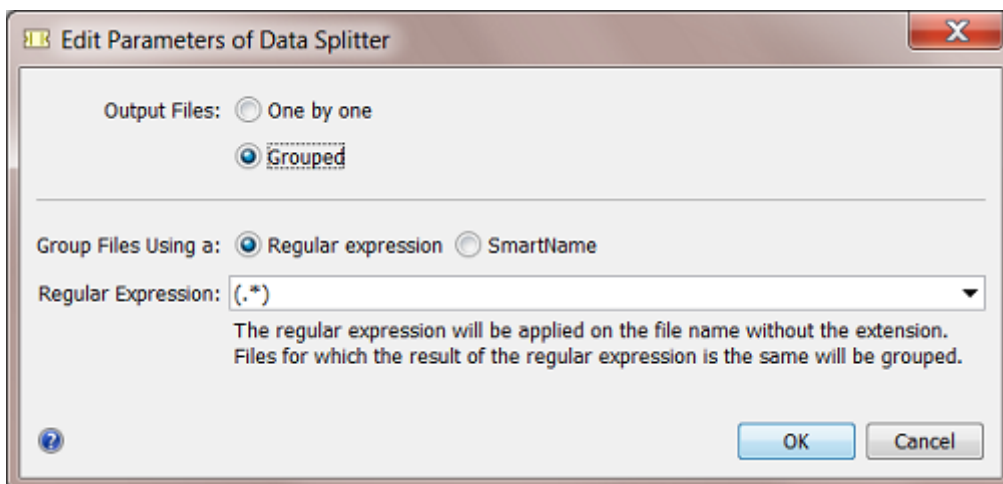 Edit Parameters of Data Splitter
X
Output Files: One by one
Grouped
Group Files Using a: Regular expression SmartName
Regular Expression: (.*)
The regular expression will be applied on the file name without the extension.
Files for which the result of the regular expression is the same will be grouped.
? OK Cancel